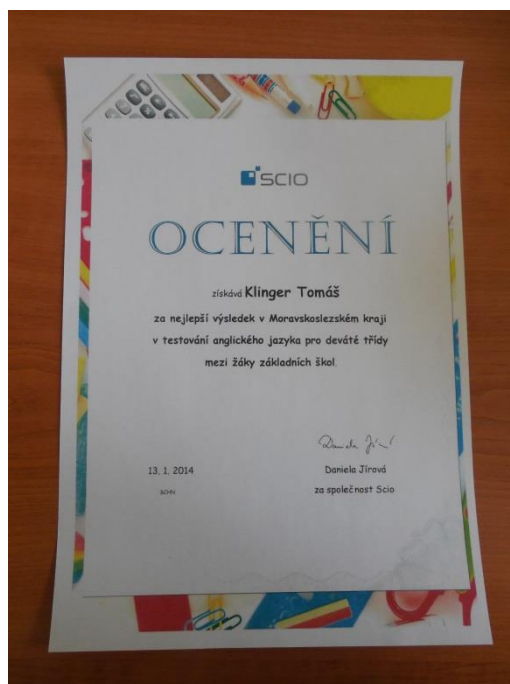 SCIO
OCENĚNÍ
získává Klinger Tomáš
za nejlepší výsledek v Moravskoslezském kraji
v testování anglického jazyka pro deváté třídy
mezi žáky základních škol.
13. 1. 2014
Daniela Jírová
za společnost Scio